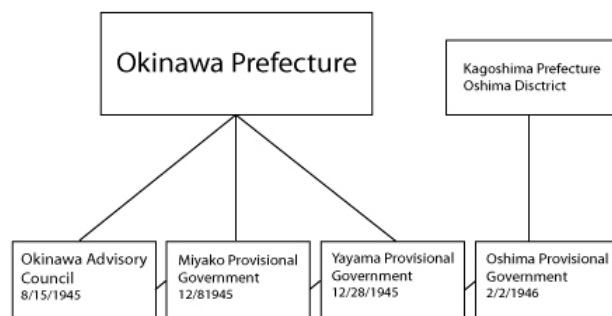 Okinawa Prefecture
Kagoshima Prefecture
Oshima Disctrict
Okinawa Advisory
Council
8/15/1945
Miyako Provisional
Government
12/81945
Yayama Provisional
Government
12/28/1945
Oshima Provisional
Government
2/2/1946